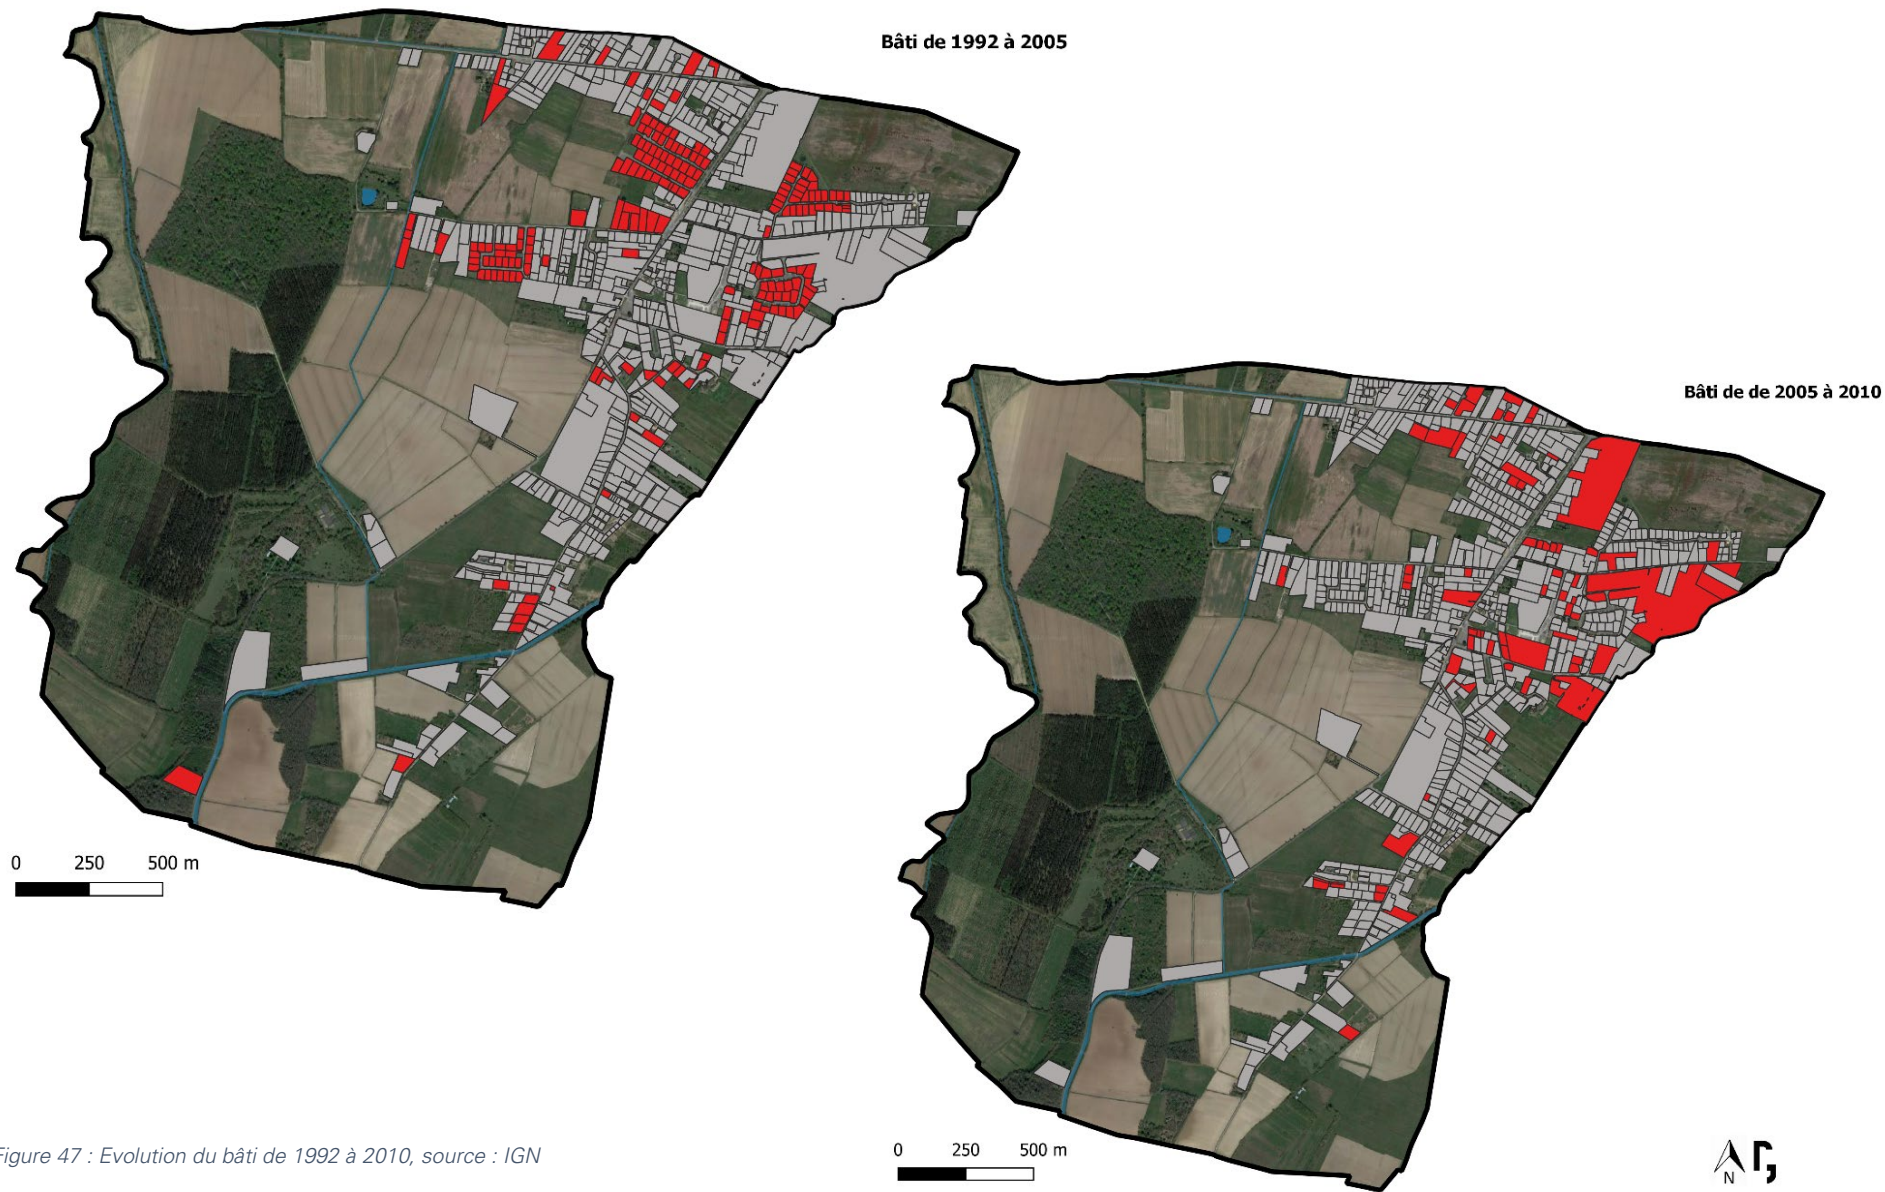 Bâti de 1992 à 2005
Bâti de de 2005 à 2010
0 250 500 m
0 250 500 m
Figure 47 : Evolution du bâti de 1992 à 2010, source : IGN
N